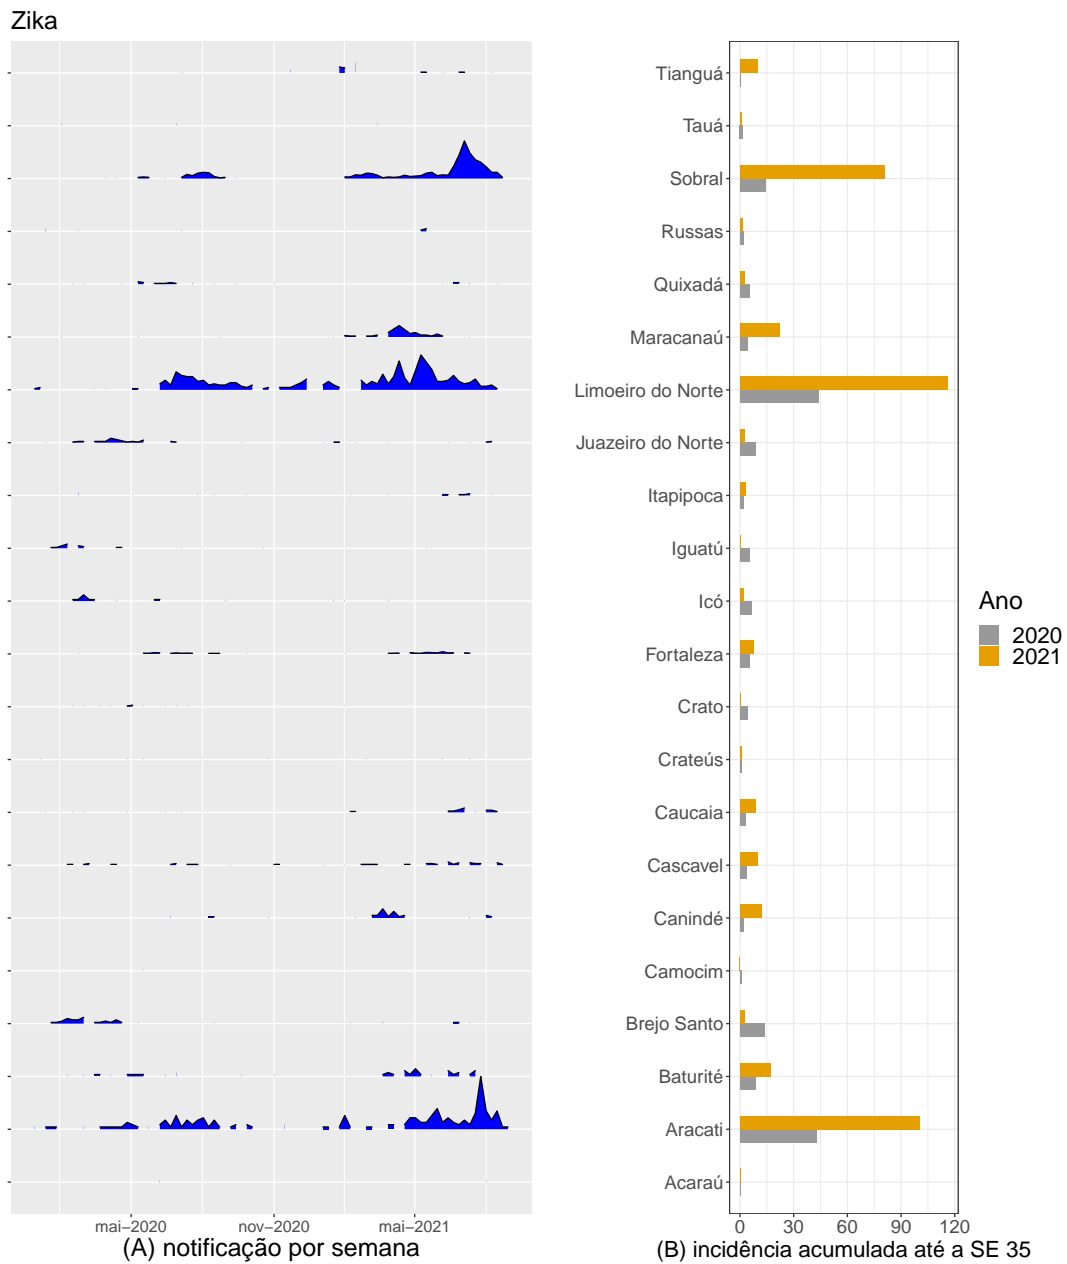 Zika
Tianguá
Tauá
Sobral
Russas
Quixadá
Maracanaú
Limoeiro do Norte
Juazeiro do Norte
Itapipoca
Iguatú
Icó
Fortaleza
Crato
Crateús
Caucaia
Cascavel
Canindé
Camocim
Brejo Santo
Baturité
Aracati
Acaraú
Ano
2020
2021
mai−2020 nov−2020 mai−2021
0 30 60 90 120
(A) notificação por semana
(B) incidência acumulada até a SE 35